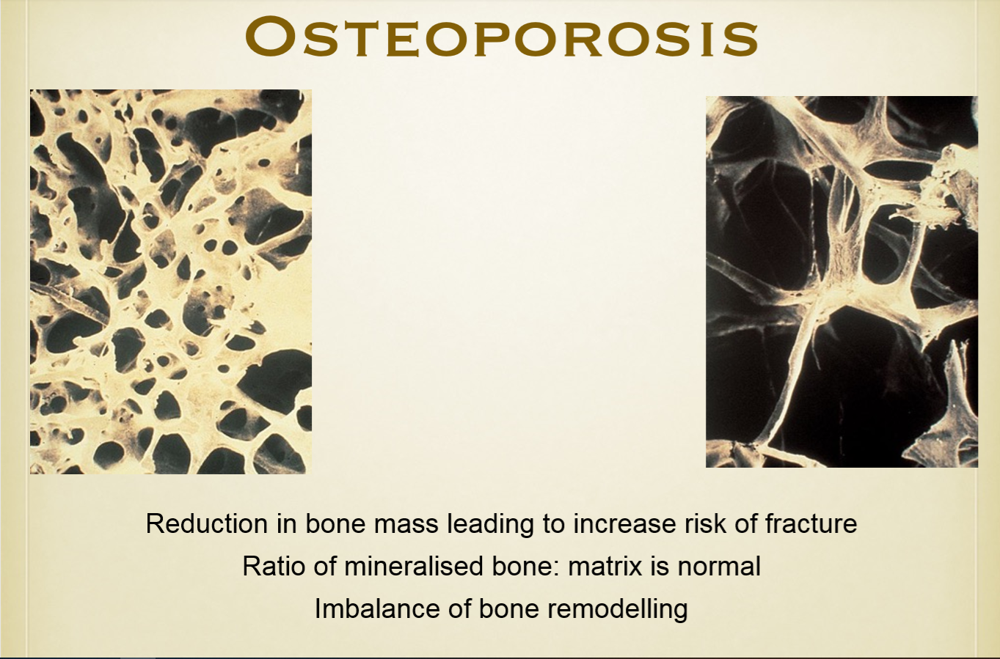 OSTEOPOROSIS
Reduction in bone mass leading to increase risk of fracture
Ratio of mineralised bone: matrix is normal
Imbalance of bone remodelling